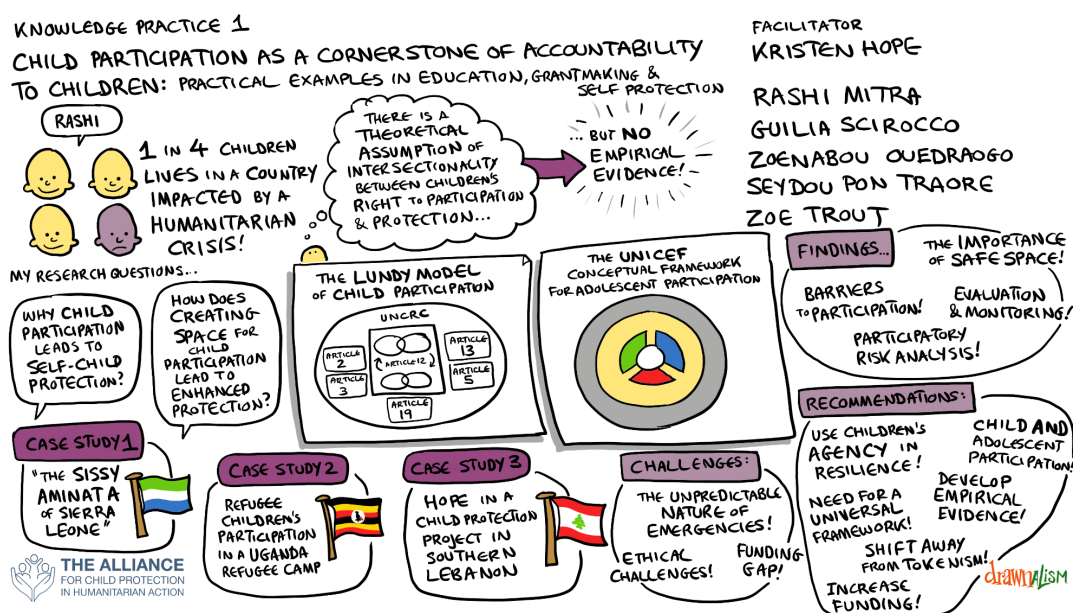 KNOWLEDGE PRACTICE 1
CHILD PARTICIPATION AS A CORNERSTONE OF ACCOUNTABILITY
TO CHILDREN: PRACTICAL EXAMPLES IN EDUCATION, GRANTMAKING &
SELF PROTECTION
FACILITATOR
KRISTEN HOPE
RASHI MITRA
GUILIA SCIROCCO
ZOENABOU OUEDRAOGO
SEYDOU PON TRAORE
ZOE TROUT
RASHI
1 IN 4 CHILDREN
LIVES IN A COUNTRY
IMPACTED BY A
HUMANITARIAN
CRISIS!
THERE IS A
THEORETICAL
ASSUMPTION OF
INTERSECTIONALITY
BETWEEN CHILDREN'S
RIGHT TO PARTICIPATION
& PROTECTION...
... BUT NO
EMPIRICAL
EVIDENCE!
MY RESEARCH QUESTIONS...
WHY CHILD
PARTICIPATION
LEADS TO
SELF-CHILD
PROTECTION?
HOW DOES
CREATING
SPACE FOR
CHILD
PARTICIPATION
LEAD TO
ENHANCED
PROTECTION?
THE LUNDY MODEL
OF CHILD PARTICIPATION
UNCRC
ARTICLE
2
ARTICLE
3
ARTICLE 12
ARTICLE
13
ARTICLE
5
ARTICLE
19
THE UNICEF
CONCEPTUAL FRAMEWORK
FOR ADOLESCENT PARTICIPATION
FINDINGS...
THE IMPORTANCE
OF SAFE SPACE!
BARRIERS
TO PARTICIPATION!
EVALUATION
& MONITORING!
PARTICIPATORY
RISK ANALYSIS!
CASE STUDY 1
"THE SISSY
AMINATA
OF SIERRA
LEONE"
CASE STUDY 2
REFUGEE
CHILDREN'S
PARTICIPATION
IN A UGANDA
REFUGEE CAMP
CASE STUDY 3
HOPE IN A
CHILD PROTECTION
PROJECT IN
SOUTHERN
LEBANON
CHALLENGES:
THE UNPREDICTABLE
NATURE OF
EMERGENCIES!
ETHICAL
CHALLENGES!
FUNDING
GAP!
RECOMMENDATIONS:
USE CHILDREN'S
AGENCY IN
RESILIENCE!
CHILD AND
ADOLESCENT
PARTICIPATION!
NEED FOR A
UNIVERSAL
FRAMEWORK!
DEVELOP
EMPIRICAL
EVIDENCE!
SHIFT AWAY
FROM TOKENISM!
INCREASE
FUNDING!
THE ALLIANCE
FOR CHILD PROTECTION
IN HUMANITARIAN ACTION
drawnALISM